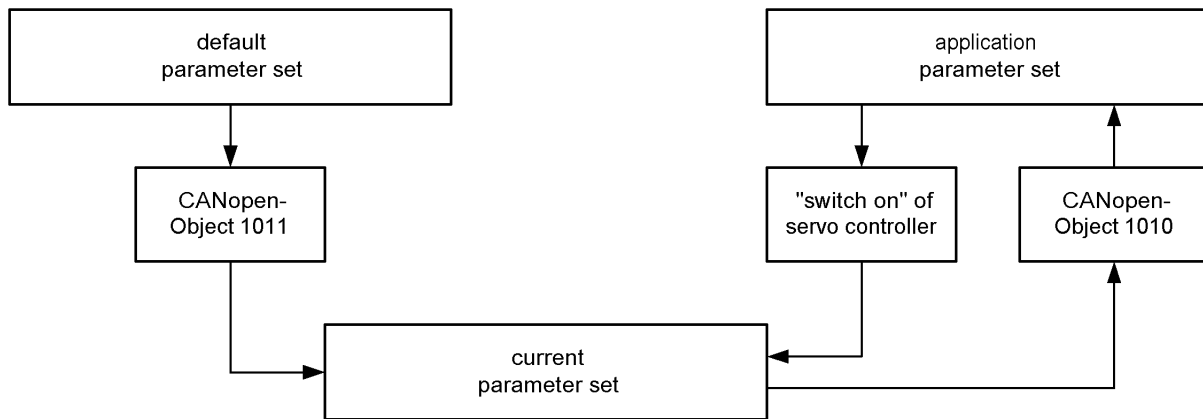 default
parameter set
application
parameter set
CANopen-
Object 1011
"switch on" of
servo controller
CANopen-
Object 1010
current
parameter set